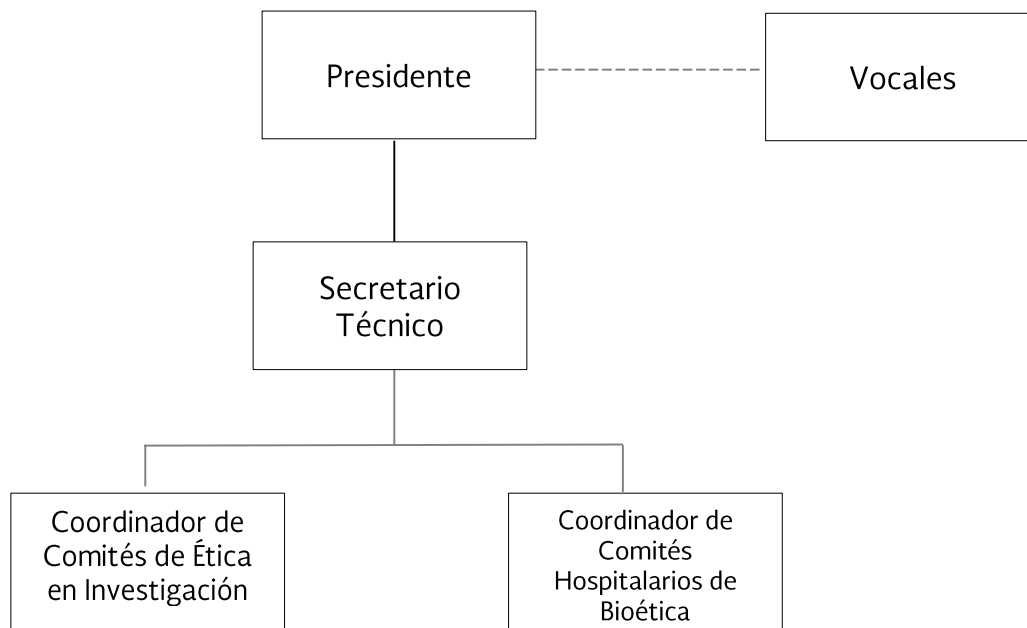 Presidente
Vocales
Secretario
Técnico
Coordinador de
Comités de Ética
en Investigación
Coordinador de
Comités
Hospitalarios de
Bioética